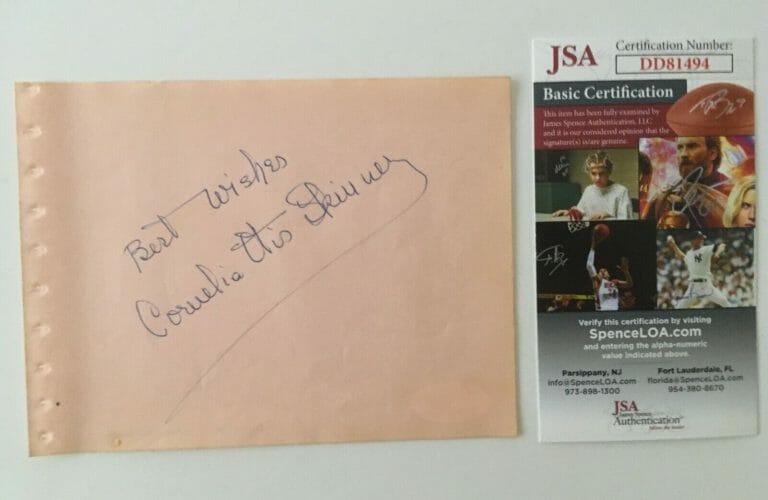 Best Wishes
Cornelia Otis Skinner
JSA
Certification Number:
DD81494
Basic Certification
This item has been fully examined by
James Spence Authentication, LLC
and it is our considered opinion that the
signature(s) is/are genuine.
Verify this certification by visiting
SpenceLOA.com
and entering the alpha-numeric
value indicated above.
Parsippany, NJ
info@SpenceLOA.com
973-898-1300
Fort Lauderdale, FL
florida@SpenceLOA.com
954-380-8670
JSA
James Spence
Authentication